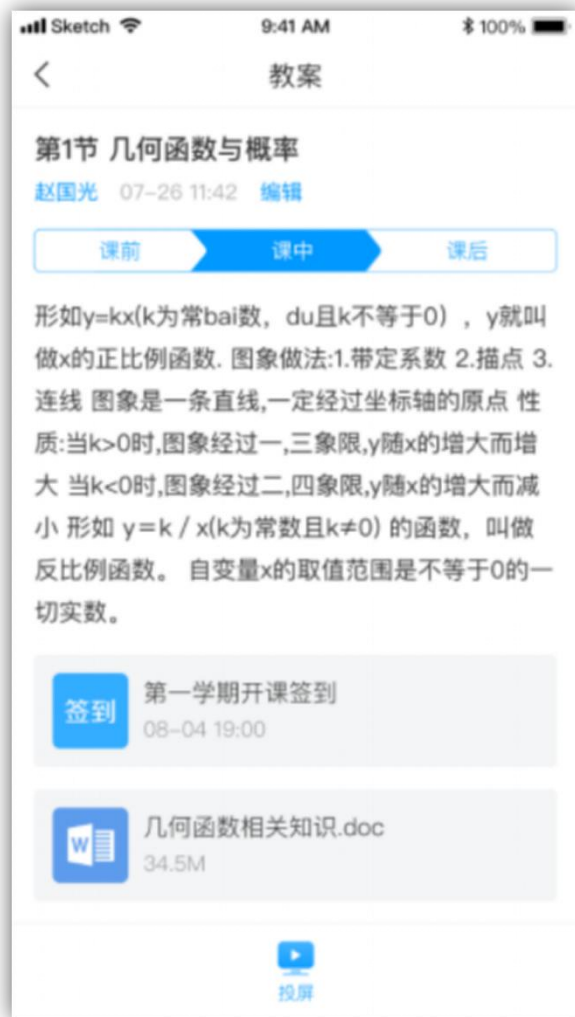 Sketch 9:41 AM 100%
教案
第1节 几何函数与概率
赵国光 07-26 11:42 编辑
课前 课中 课后
形如y=kx(k为常bai数，du且k不等于0），y就叫
做x的正比例函数. 图象做法:1.带定系数 2.描点 3.
连线 图象是一条直线,一定经过坐标轴的原点 性
质:当k>0时,图象经过一,三象限,y随x的增大而增
大 当k<0时,图象经过二,四象限,y随x的增大而减
小 形如 y＝k / x(k为常数且k≠0) 的函数，叫做
反比例函数。 自变量x的取值范围是不等于0的一
切实数。
签到 第一学期开课签到
08-04 19:00
W 几何函数相关知识.doc
34.5M
投屏